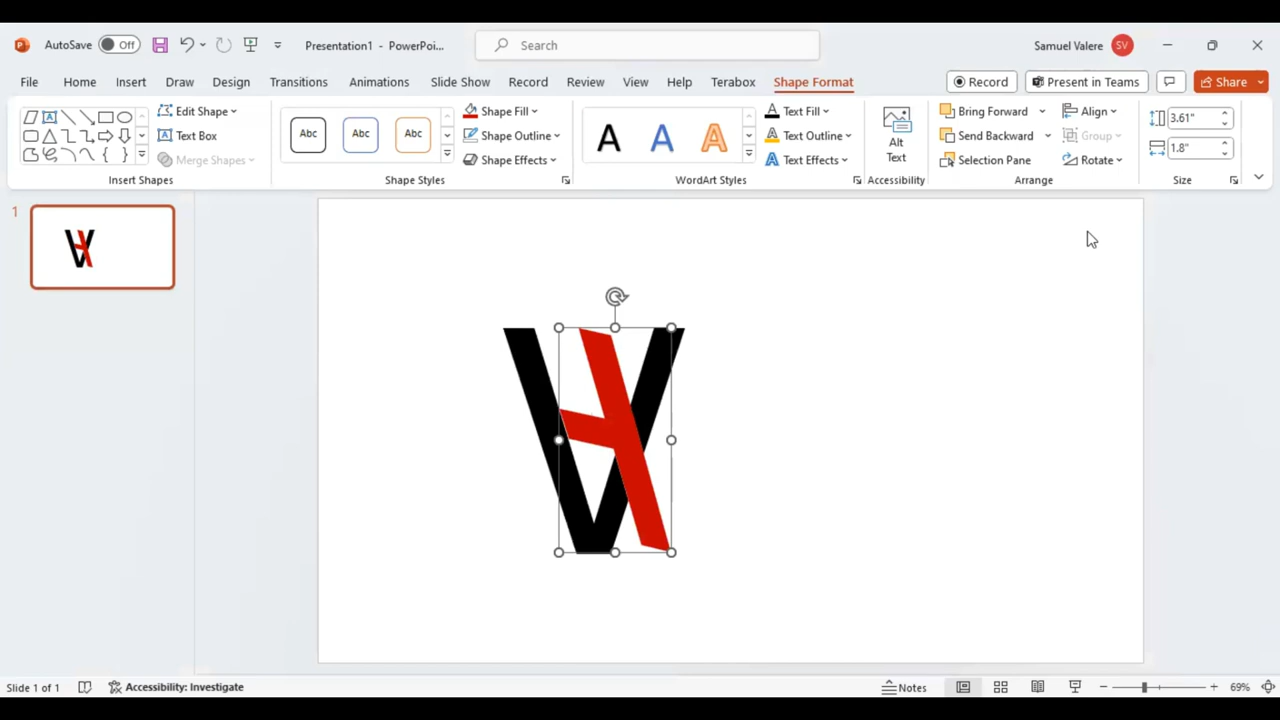 AutoSave Off Presentation1 - PowerPoi... Search Samuel Valere SV
File Home Insert Draw Design Transitions Animations Slide Show Record Review View Help Terabox Shape Format Record Present in Teams Share
Edit Shape Text Box Merge Shapes
Insert Shapes
Abc Abc Abc
Shape Fill Shape Outline Shape Effects
Shape Styles
A A A
Text Fill Text Outline Text Effects
WordArt Styles
Alt
Text
Accessibility
Bring Forward Align
Send Backward Group
Selection Pane Rotate
Arrange
3.61"
1.8"
Size
1
V
Slide 1 of 1 Accessibility: Investigate Notes 69%